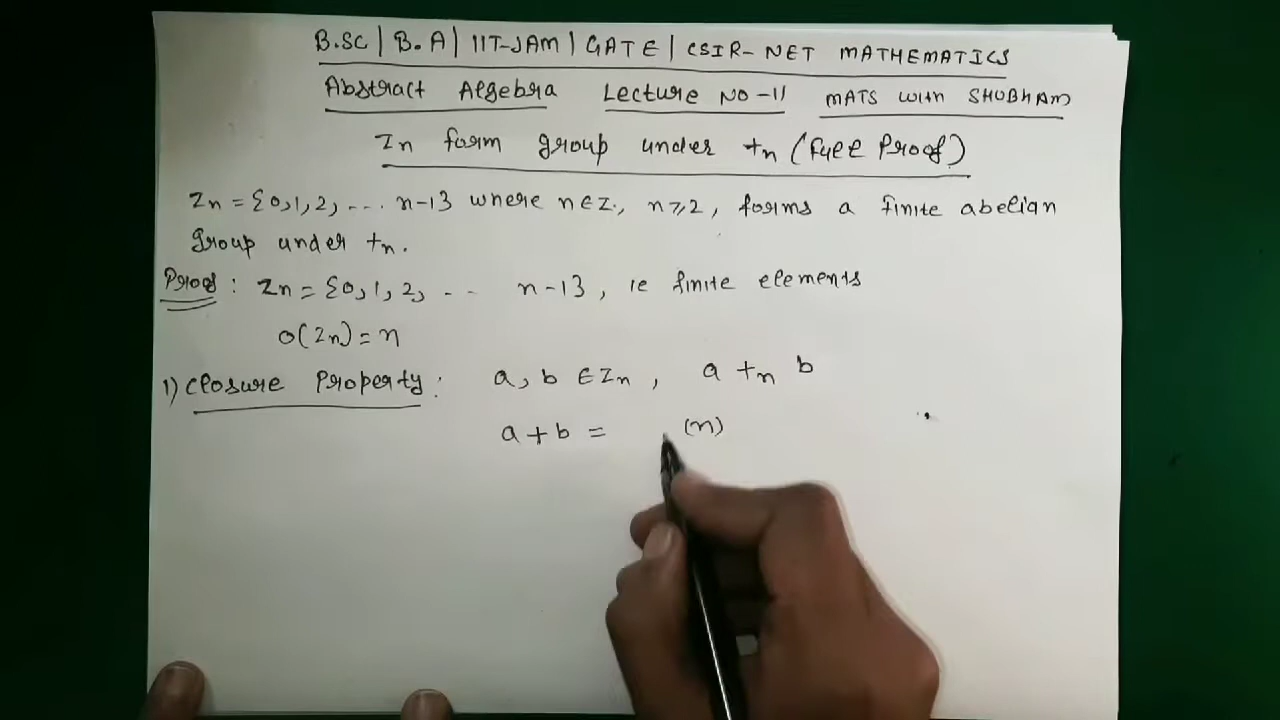 B.SC | B.A | IIT-JAM | GATE | CSIR-NET MATHEMATICS
Abstract Algebra Lecture NO-11 MATS with SHUBHAM
Zn form group under +n (Full Proof)
Zn = {0,1,2, ... n-1} where n∈Z, n≥2, forms a finite abelian
group under +n.
Proof : Zn = {0,1,2, .. n-1}, ie finite elements
O(Zn) = n
1) Closure Property : a, b ∈ Zn, a +n b
a + b = (n)